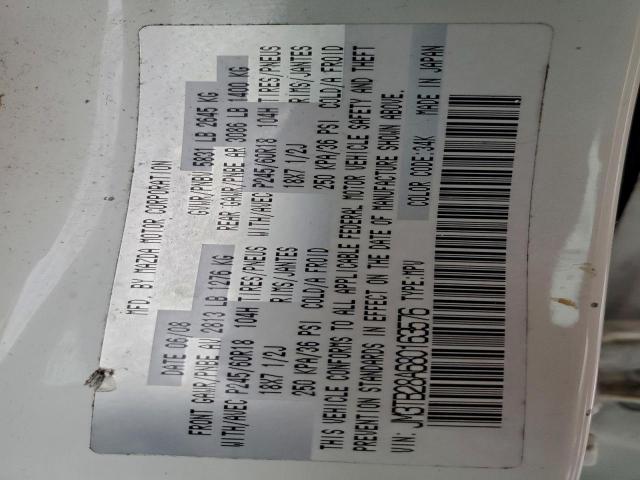 MFD. BY MAZDA MOTOR CORPORATION
DATE 06/08 GVWR/PNBV 5831 LB 2645 KG
FRONT GAWR/PNBE AV 2813 LB 1276 KG REAR GAWR/PNBE AR 3086 LB 1400 KG
WITH/AVEC P245/60R18 104H TIRES/PNEUS WITH/AVEC P245/60R18 104H TIRES/PNEUS
18X7 1/2J RIMS/JANTES 18X7 1/2J RIMS/JANTES
250 KPA/36 PSI COLD/A FROID 250 KPA/36 PSI COLD/A FROID
THIS VEHICLE CONFORMS TO ALL APPLICABLE FEDERAL MOTOR VEHICLE SAFETY AND THEFT
PREVENTION STANDARDS IN EFFECT ON THE DATE OF MANUFACTURE SHOWN ABOVE.
VIN: JM3TB28A680163576 TYPE:MPV COLOR CODE:34K MADE IN JAPAN